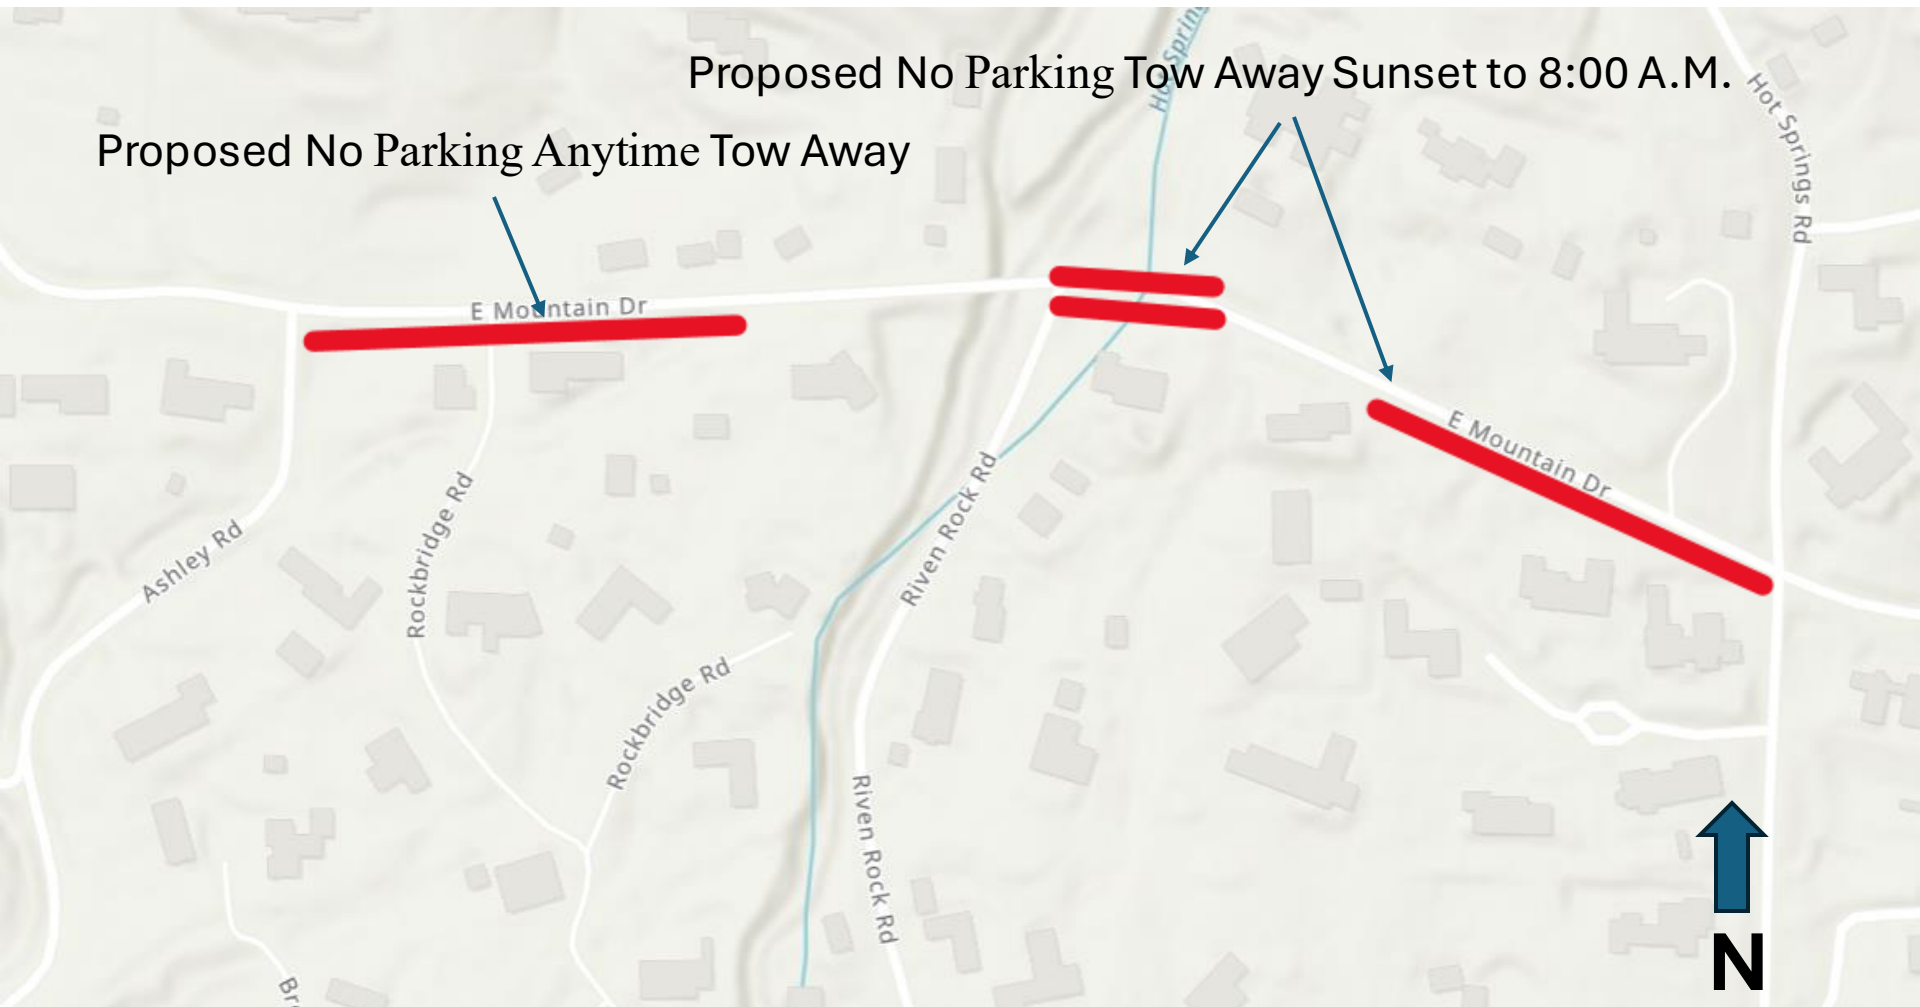 Proposed No Parking Tow Away Sunset to 8:00 A.M.
Proposed No Parking Anytime Tow Away
Hot Springs Rd
E Mountain Dr
E Mountain Dr
Ashley Rd
Rockbridge Rd
Riven Rock Rd
Rockbridge Rd
Riven Rock Rd
N